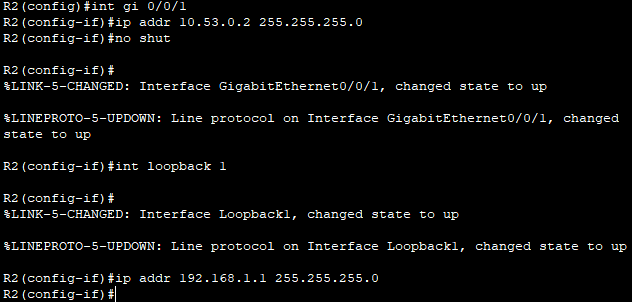 R2(config)#int gi 0/0/1
R2(config-if)#ip addr 10.53.0.2 255.255.255.0
R2(config-if)#no shut
R2(config-if)#
%LINK-5-CHANGED: Interface GigabitEthernet0/0/1, changed state to up
%LINEPROTO-5-UPDOWN: Line protocol on Interface GigabitEthernet0/0/1, changed
state to up
R2(config-if)#int loopback 1
R2(config-if)#
%LINK-5-CHANGED: Interface Loopback1, changed state to up
%LINEPROTO-5-UPDOWN: Line protocol on Interface Loopback1, changed state to up
R2(config-if)#ip addr 192.168.1.1 255.255.255.0
R2(config-if)#